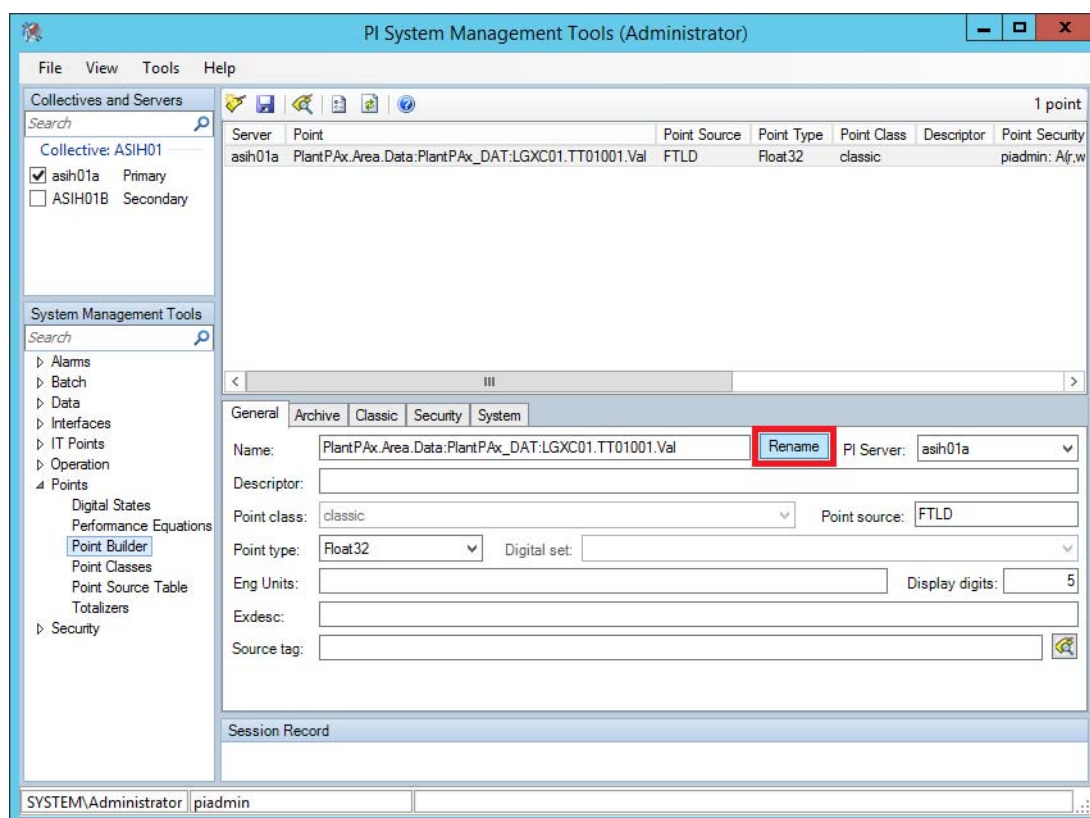 PI System Management Tools (Administrator)
File View Tools Help
Collectives and Servers
Search
Collective: ASIH01
asih01a Primary
ASIH01B Secondary
System Management Tools
Search
Alarms
Batch
Data
Interfaces
IT Points
Operation
Points
Digital States
Performance Equations
Point Builder
Point Classes
Point Source Table
Totalizers
Security
1 point
Server Point Point Source Point Type Point Class Descriptor Point Security
asih01a PlantPAx.Area.Data:PlantPAx_DAT:LGXC01.TT01001.Val FTLD Float32 classic piadmin: A(r,w
General Archive Classic Security System
Name: PlantPAx.Area.Data:PlantPAx_DAT:LGXC01.TT01001.Val Rename PI Server: asih01a
Descriptor:
Point class: classic Point source: FTLD
Point type: Float32 Digital set:
Eng Units: Display digits: 5
Exdesc:
Source tag:
Session Record
SYSTEM\Administrator piadmin